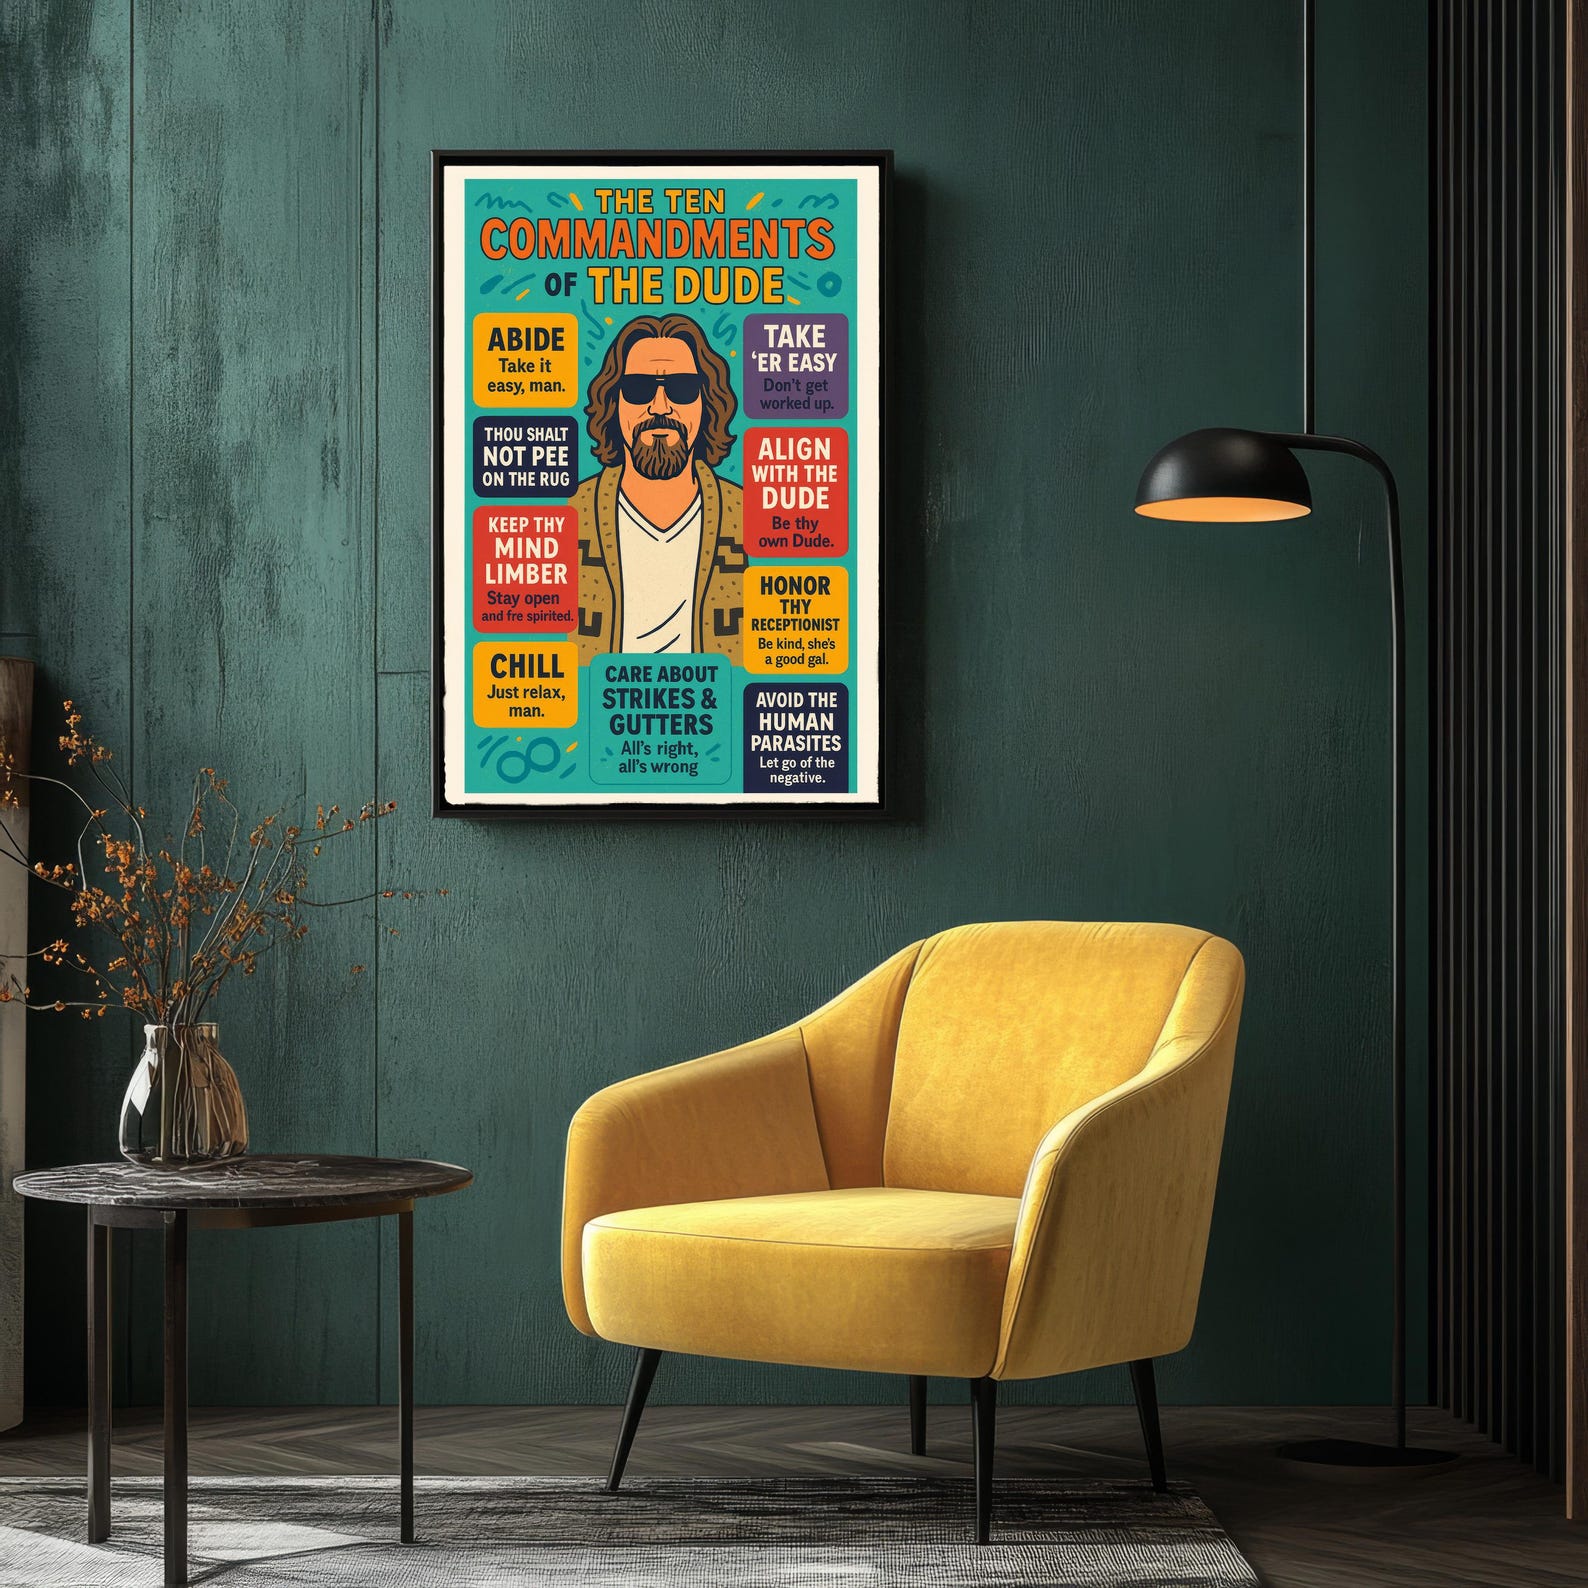 THE TEN
COMMANDMENTS
OF THE DUDE
ABIDE
Take it
easy, man.
THOU SHALT
NOT PEE
ON THE RUG
KEEP THY
MIND
LIMBER
Stay open
and fre spirited.
CHILL
Just relax,
man.
CARE ABOUT
STRIKES &
GUTTERS
All's right,
all's wrong
TAKE
'ER EASY
Don't get
worked up.
ALIGN
WITH THE
DUDE
Be thy
own Dude.
HONOR
THY
RECEPTIONIST
Be kind, she's
a good gal.
AVOID THE
HUMAN
PARASITES
Let go of the
negative.